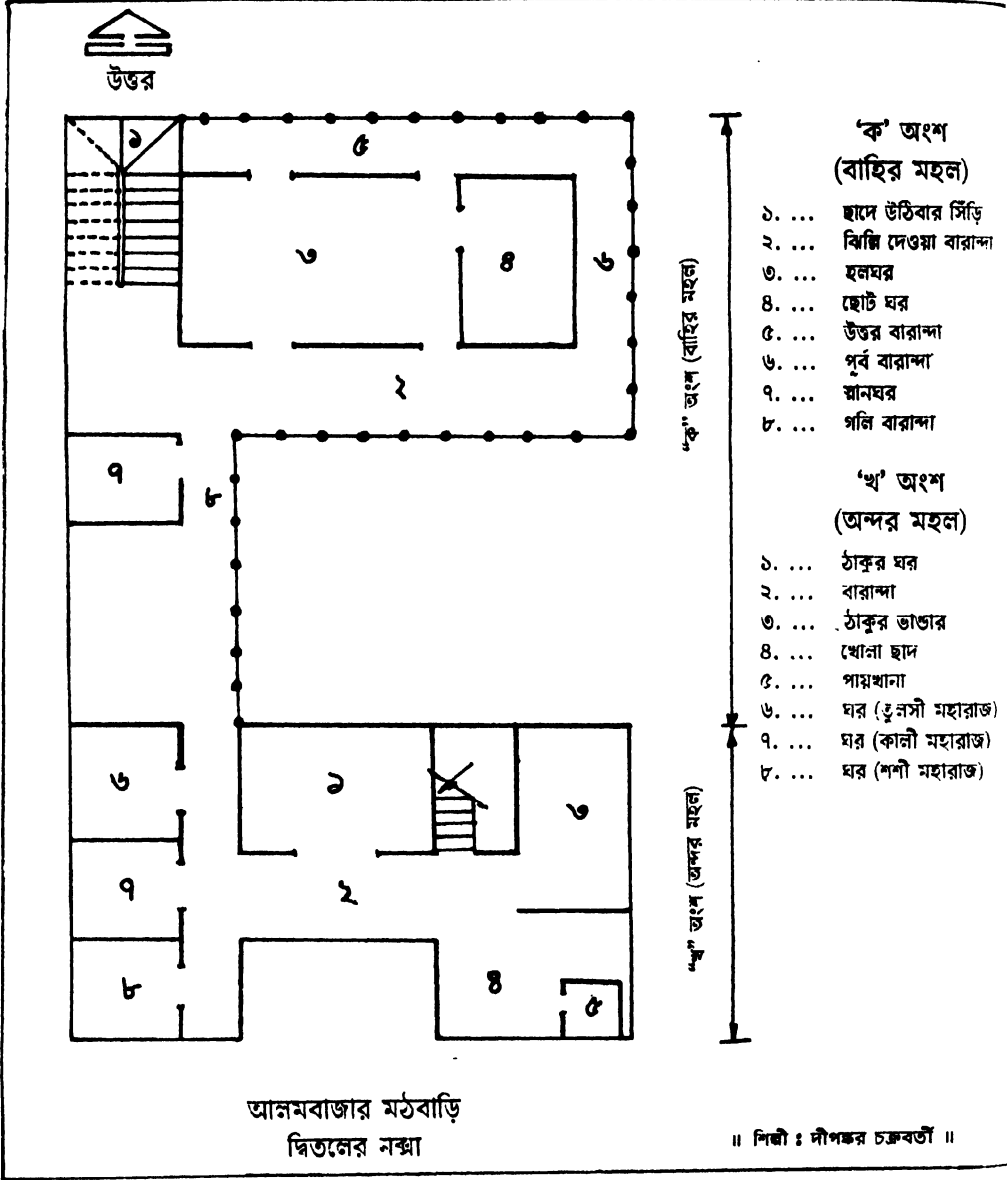 উত্তর
১
৫
৩
৪
৬
২
৭
৮
৬
১
৩
৭
২
৮
৪
৫
“ক” অংশ (বাহির মহল)
“খ” অংশ (অন্দর মহল)
‘ক’ অংশ
(বাহির মহল)
১. ... ছাদে উঠিবার সিঁড়ি
২. ... ঝিল্লি দেওয়া বারান্দা
৩. ... হলঘর
৪. ... ছোট ঘর
৫. ... উত্তর বারান্দা
৬. ... পূর্ব বারান্দা
৭. ... স্নানঘর
৮. ... গলি বারান্দা
‘খ’ অংশ
(অন্দর মহল)
১. ... ঠাকুর ঘর
২. ... বারান্দা
৩. ... ঠাকুর ভাণ্ডার
৪. ... খোলা ছাদ
৫. ... পায়খানা
৬. ... ঘর (তুলসী মহারাজ)
৭. ... ঘর (কালী মহারাজ)
৮. ... ঘর (শশী মহারাজ)
আলমবাজার মঠবাড়ি
দ্বিতলের নক্সা
॥ শিল্পী : দীপঙ্কর চক্রবর্তী ॥